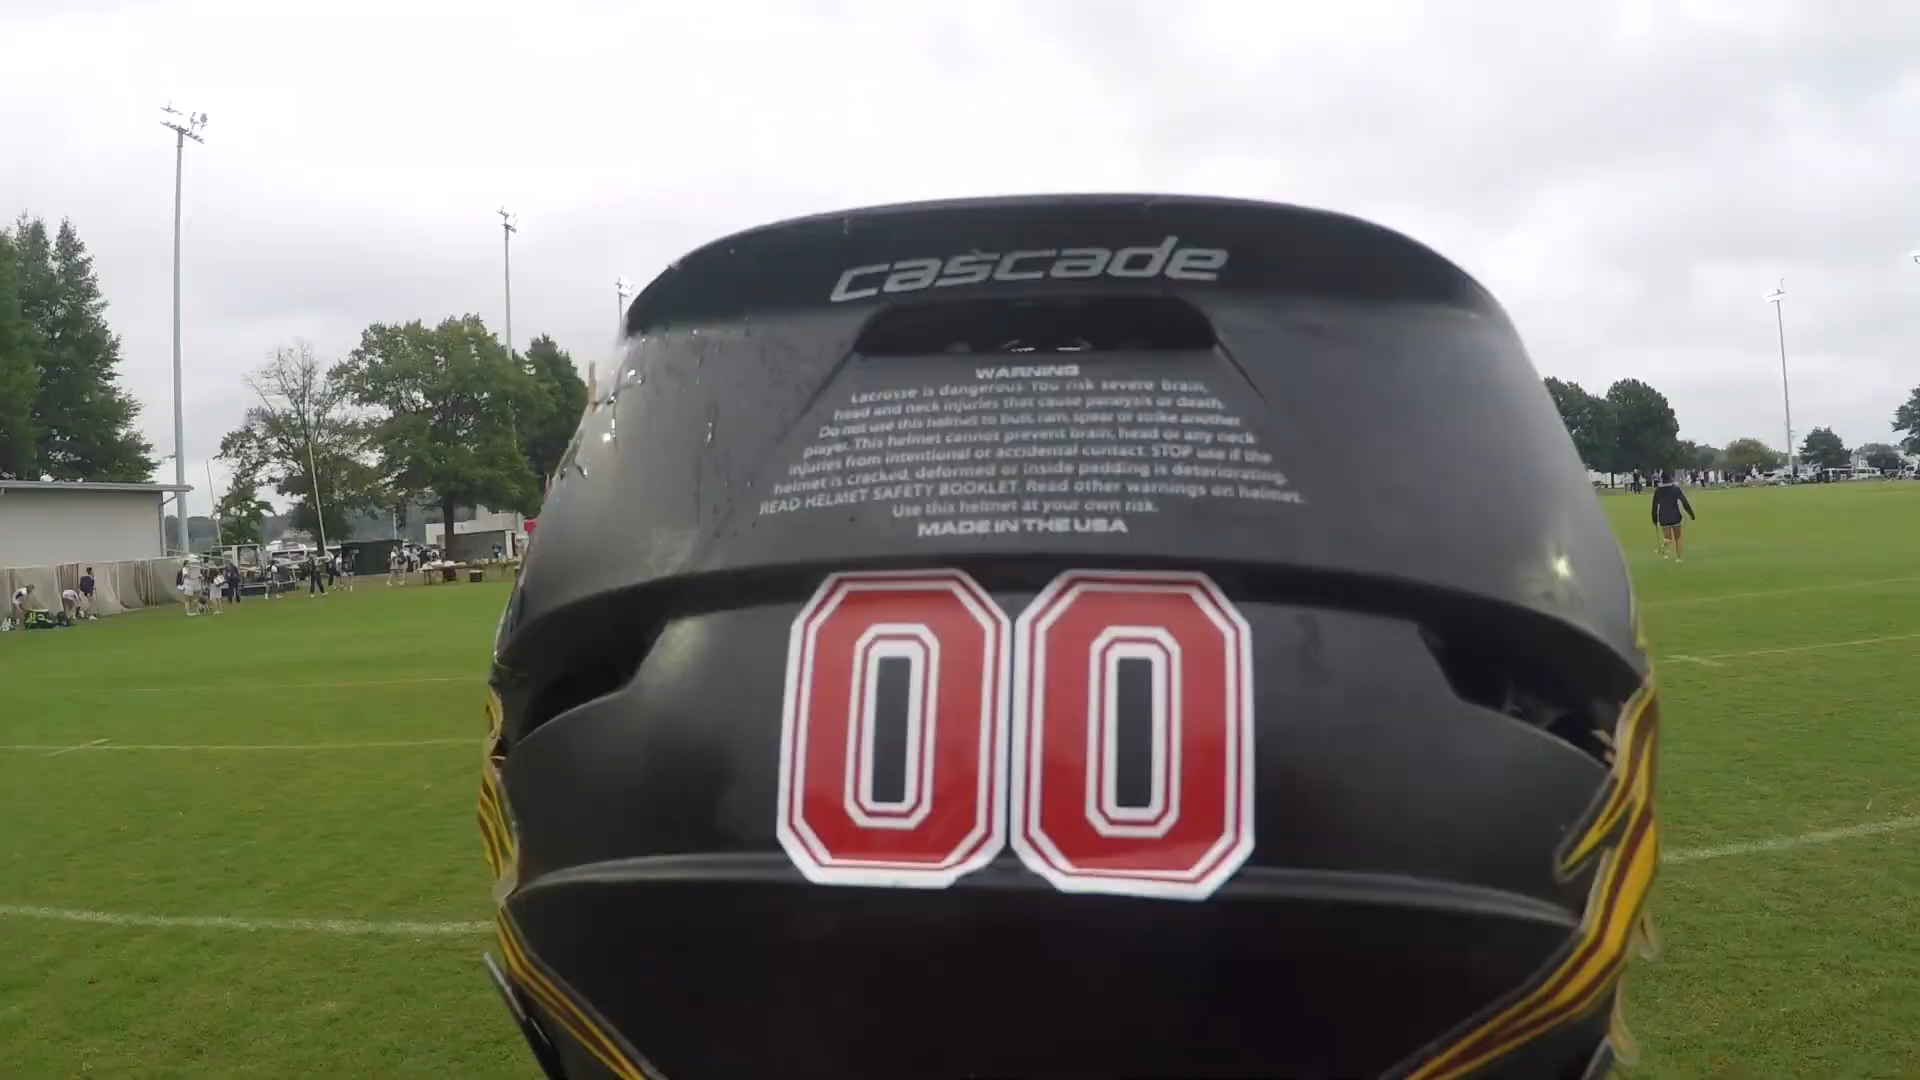 cascade
WARNING
Lacrosse is dangerous. You risk severe brain,
head and neck injuries that cause paralysis or death.
Do not use this helmet to butt, ram, spear or strike another
player. This helmet cannot prevent brain, head or any neck
injuries from intentional or accidental contact. STOP use if the
helmet is cracked, deformed or inside padding is deteriorating.
READ HELMET SAFETY BOOKLET. Read other warnings on helmet.
Use this helmet at your own risk.
MADE IN THE USA
00